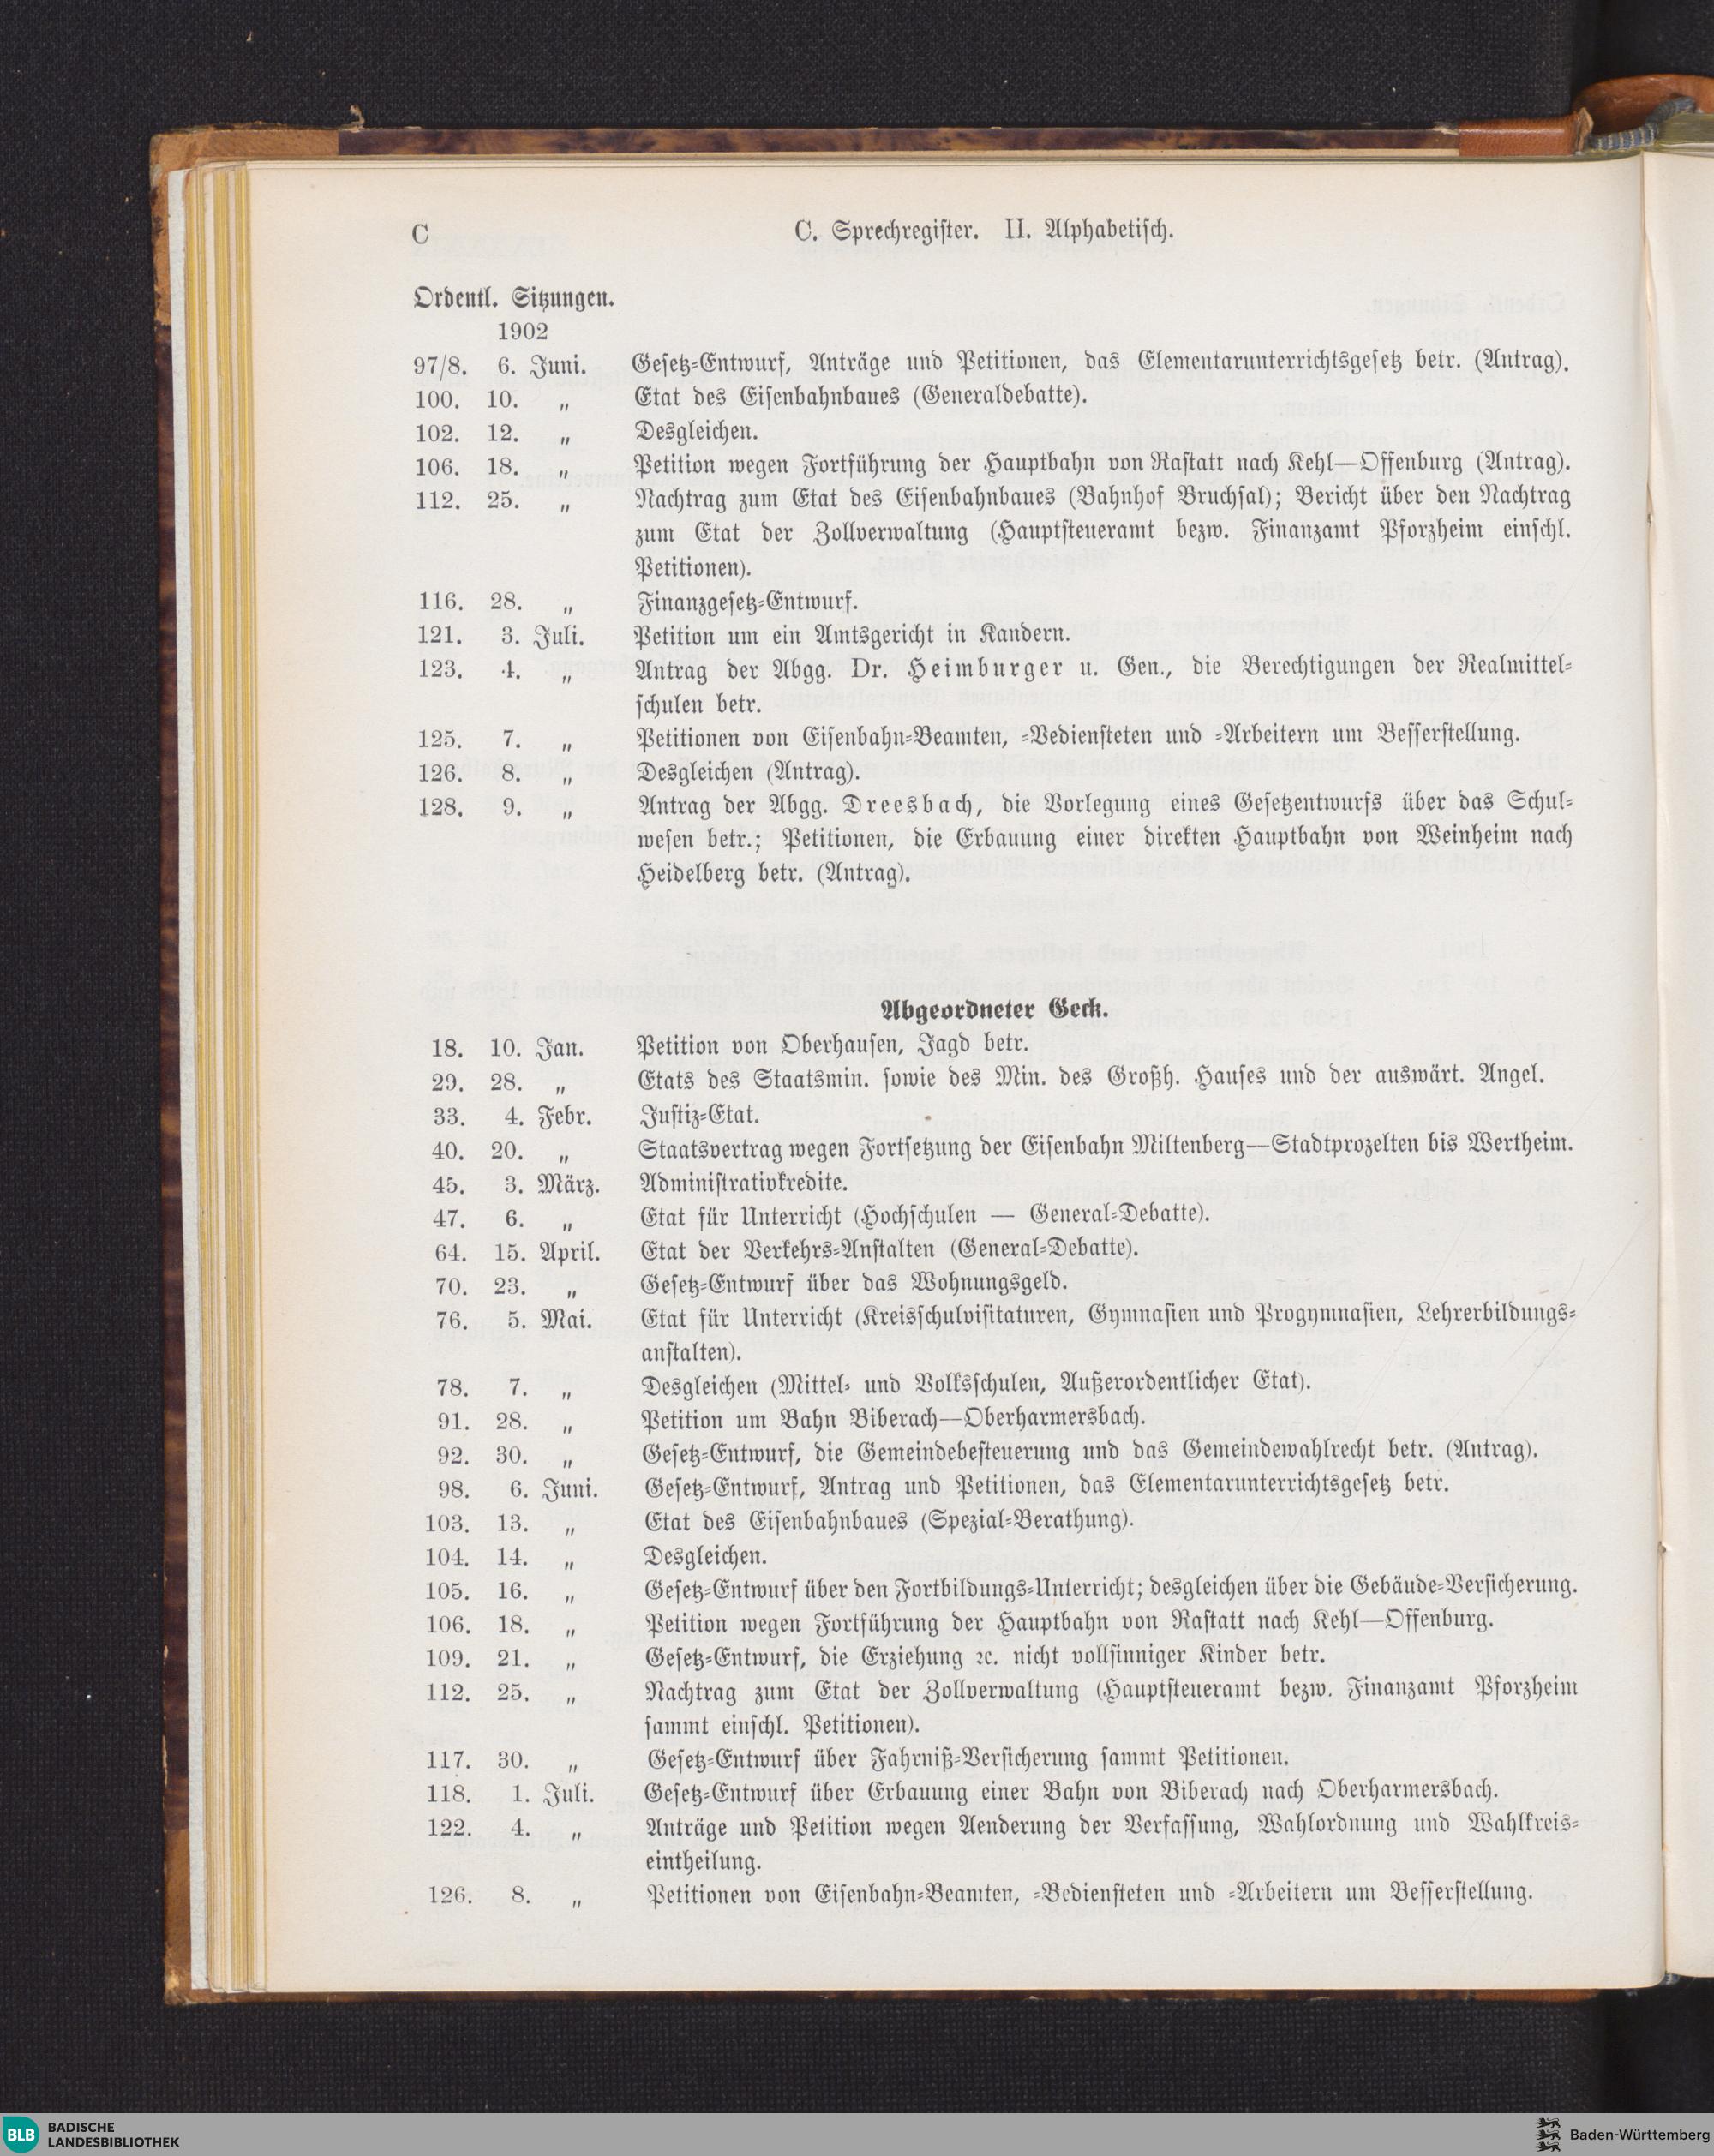 C
C. Sprechregister. II. Alphabetisch.
Ordentl. Sitzungen.
1902
97/8. 6. Juni. Gesetz=Entwurf, Anträge und Petitionen, das Elementarunterrichtsgesetz betr. (Antrag).
100. 10. „ Etat des Eisenbahnbaues (Generaldebatte).
102. 12. „ Desgleichen.
106. 18. „ Petition wegen Fortführung der Hauptbahn von Rastatt nach Kehl—Offenburg (Antrag).
112. 25. „ Nachtrag zum Etat des Eisenbahnbaues (Bahnhof Bruchsal); Bericht über den Nachtrag
zum Etat der Zollverwaltung (Hauptsteueramt bezw. Finanzamt Pforzheim einschl.
Petitionen).
116. 28. „ Finanzgesetz=Entwurf.
121. 3. Juli. Petition um ein Amtsgericht in Kandern.
123. 4. „ Antrag der Abgg. Dr. Heimburger u. Gen., die Berechtigungen der Realmittel=
schulen betr.
125. 7. „ Petitionen von Eisenbahn=Beamten, =Bediensteten und =Arbeitern um Besserstellung.
126. 8. „ Desgleichen (Antrag).
128. 9. „ Antrag der Abgg. Dreesbach, die Vorlegung eines Gesetzentwurfs über das Schul=
wesen betr.; Petitionen, die Erbauung einer direkten Hauptbahn von Weinheim nach
Heidelberg betr. (Antrag).
Abgeordneter Geck.
18. 10. Jan. Petition von Oberhausen, Jagd betr.
29. 28. „ Etats des Staatsmin. sowie des Min. des Großh. Hauses und der auswärt. Angel.
33. 4. Febr. Justiz=Etat.
40. 20. „ Staatsvertrag wegen Fortsetzung der Eisenbahn Miltenberg—Stadtprozelten bis Wertheim.
45. 3. März. Administrativkredite.
47. 6. „ Etat für Unterricht (Hochschulen — General=Debatte).
64. 15. April. Etat der Verkehrs=Anstalten (General=Debatte).
70. 23. „ Gesetz=Entwurf über das Wohnungsgeld.
76. 5. Mai. Etat für Unterricht (Kreisschulvisitaturen, Gymnasien und Progymnasien, Lehrerbildungs=
anstalten).
78. 7. „ Desgleichen (Mittel= und Volksschulen, Außerordentlicher Etat).
91. 28. „ Petition um Bahn Biberach—Oberharmersbach.
92. 30. „ Gesetz=Entwurf, die Gemeindebesteuerung und das Gemeindewahlrecht betr. (Antrag).
98. 6. Juni. Gesetz=Entwurf, Antrag und Petitionen, das Elementarunterrichtsgesetz betr.
103. 13. „ Etat des Eisenbahnbaues (Spezial=Berathung).
104. 14. „ Desgleichen.
105. 16. „ Gesetz=Entwurf über den Fortbildungs=Unterricht; desgleichen über die Gebäude=Versicherung.
106. 18. „ Petition wegen Fortführung der Hauptbahn von Rastatt nach Kehl—Offenburg.
109. 21. „ Gesetz=Entwurf, die Erziehung ꝛc. nicht vollsinniger Kinder betr.
112. 25. „ Nachtrag zum Etat der Zollverwaltung (Hauptsteueramt bezw. Finanzamt Pforzheim
sammt einschl. Petitionen).
117. 30. „ Gesetz=Entwurf über Fahrniß=Versicherung sammt Petitionen.
118. 1. Juli. Gesetz=Entwurf über Erbauung einer Bahn von Biberach nach Oberharmersbach.
122. 4. „ Anträge und Petition wegen Aenderung der Verfassung, Wahlordnung und Wahlkreis=
eintheilung.
126. 8. „ Petitionen von Eisenbahn=Beamten, =Bediensteten und =Arbeitern um Besserstellung.
BLB BADISCHE
LANDESBIBLIOTHEK
Baden-Württemberg